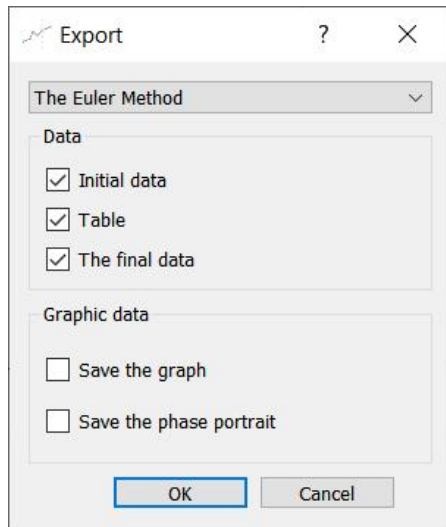 Export ?
The Euler Method
Data
Initial data
Table
The final data
Graphic data
Save the graph
Save the phase portrait
OK Cancel